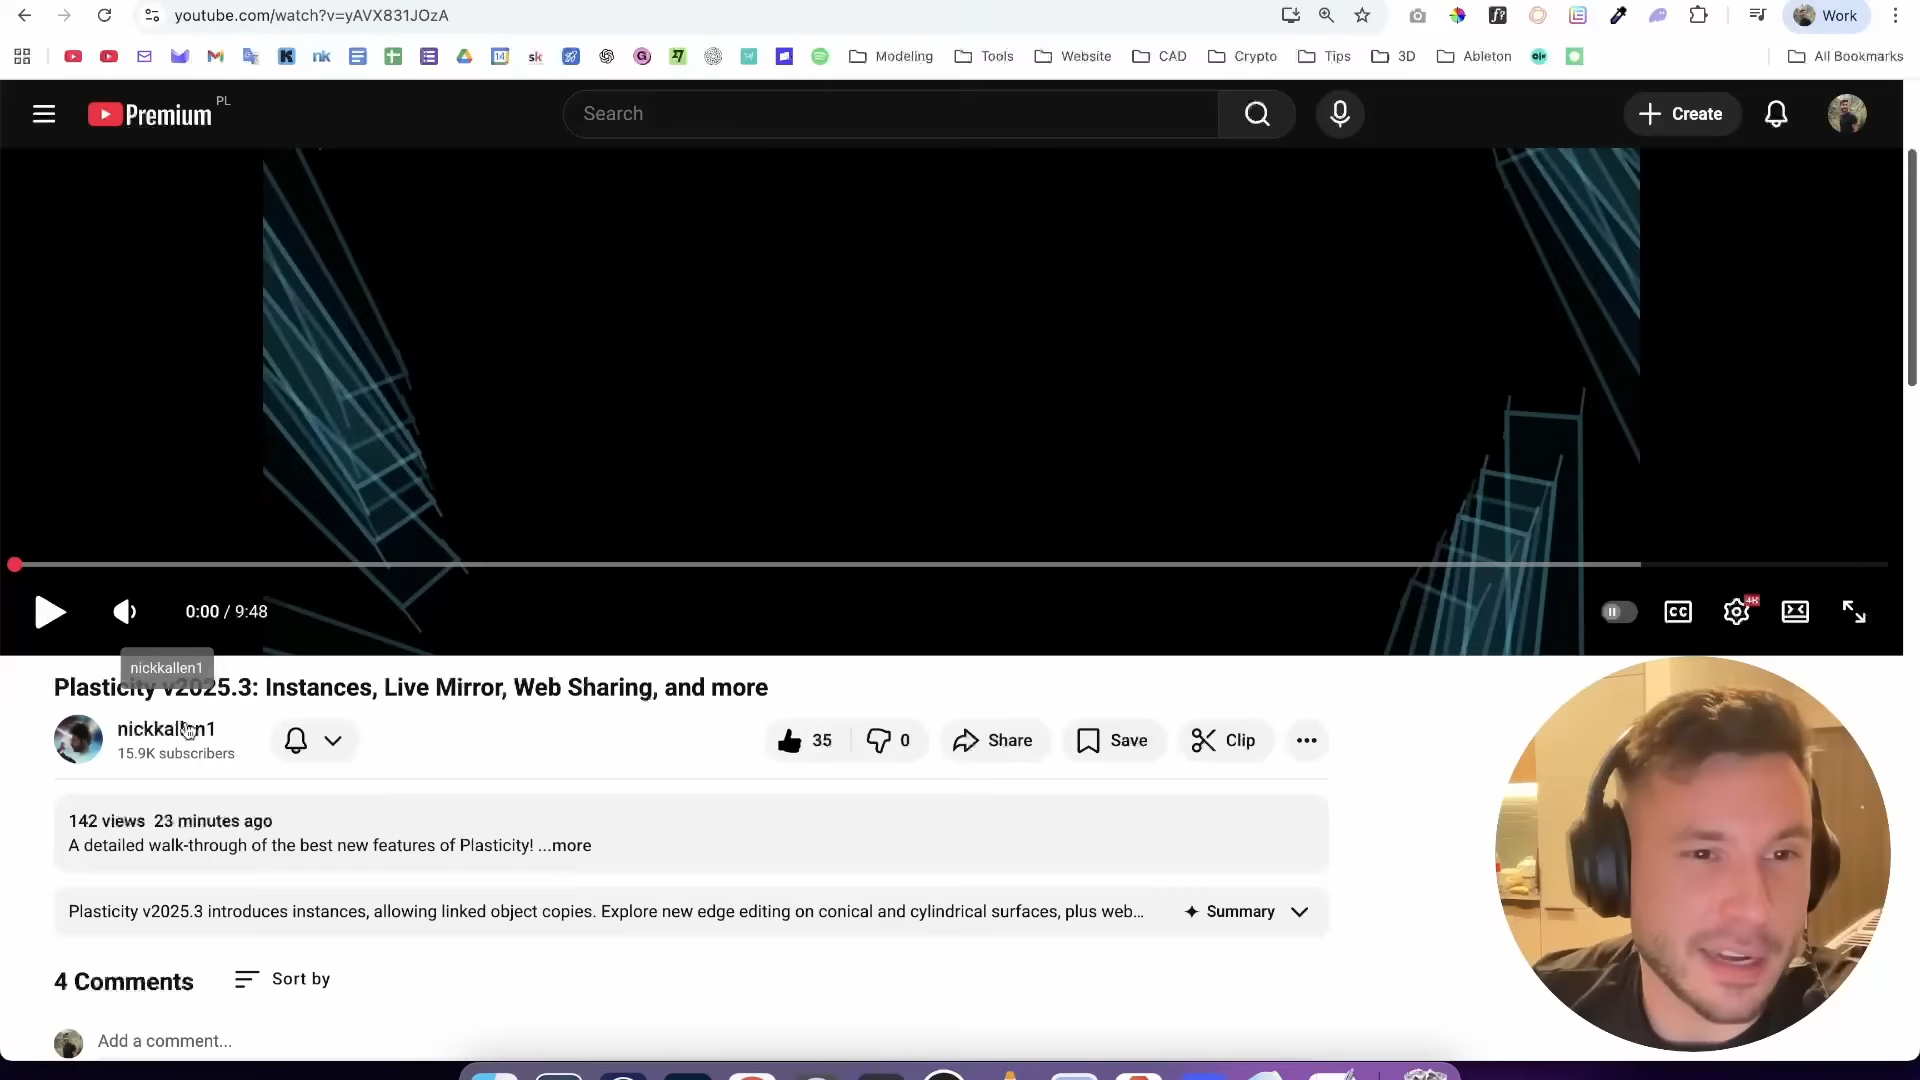 youtube.com/watch?v=yAVX831JOzA
Work
Modeling
Tools
Website
CAD
Crypto
Tips
3D
Ableton
All Bookmarks
Premium PL
Search
Create
0:00 / 9:48
nickkallen1
Plasticity v2025.3: Instances, Live Mirror, Web Sharing, and more
nickkallen1
15.9K subscribers
35
0
Share
Save
Clip
142 views 23 minutes ago
A detailed walk-through of the best new features of Plasticity! ...more
Plasticity v2025.3 introduces instances, allowing linked object copies. Explore new edge editing on conical and cylindrical surfaces, plus web...
Summary
4 Comments
Sort by
Add a comment...